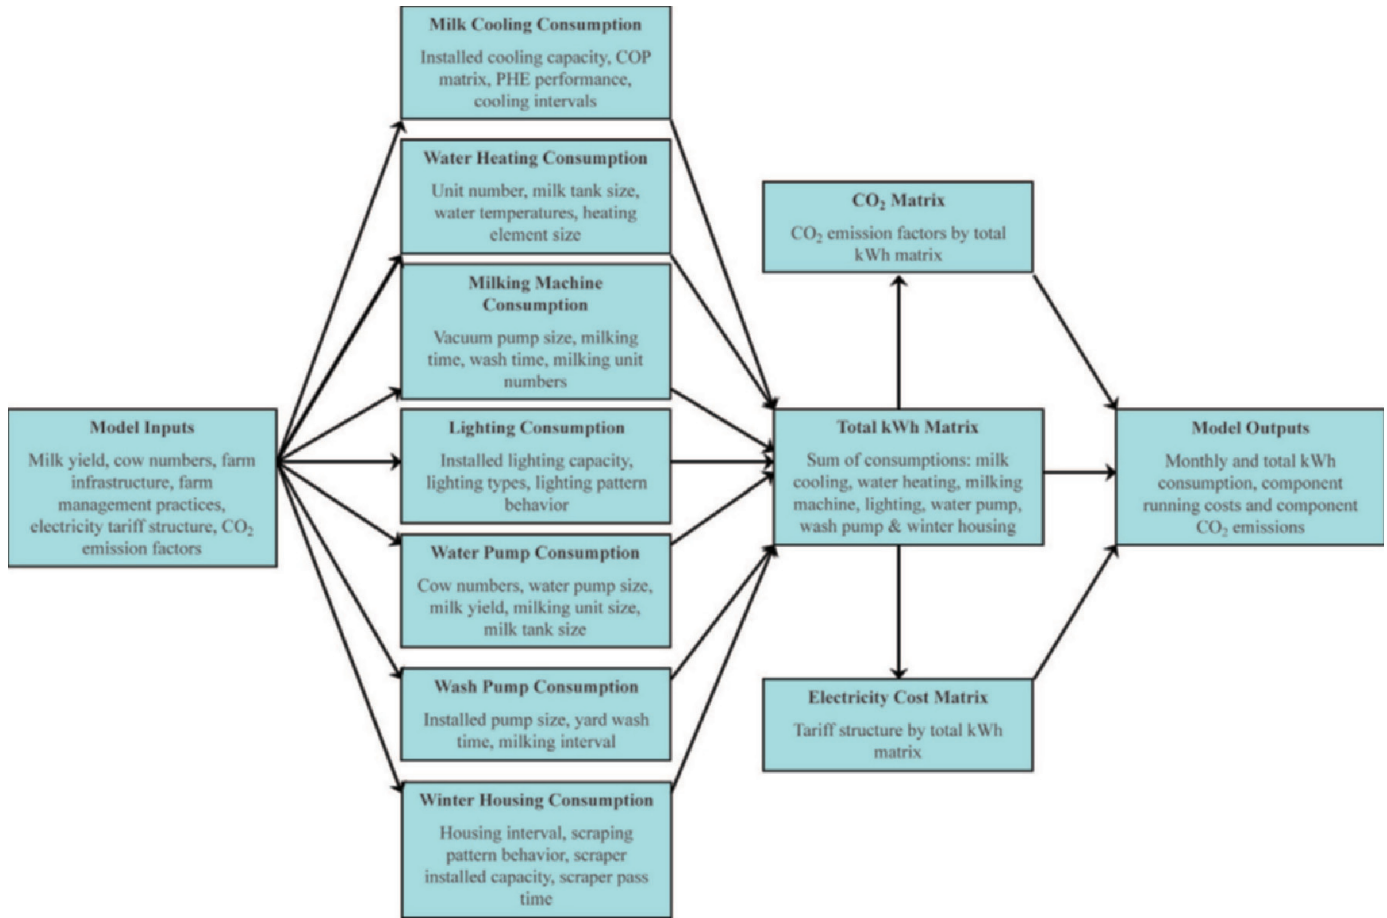 Milk Cooling Consumption
Installed cooling capacity, COP
matrix, PHE performance,
cooling intervals
Water Heating Consumption
Unit number, milk tank size,
water temperatures, heating
element size
Milking Machine
Consumption
Vacuum pump size, milking
time, wash time, milking unit
numbers
Model Inputs
Milk yield, cow numbers, farm
infrastructure, farm
management practices,
electricity tariff structure, CO₂
emission factors
Lighting Consumption
Installed lighting capacity,
lighting types, lighting pattern
behavior
Water Pump Consumption
Cow numbers, water pump size,
milk yield, milking unit size,
milk tank size
Wash Pump Consumption
Installed pump size, yard wash
time, milking interval
Winter Housing Consumption
Housing interval, scraping
pattern behavior, scraper
installed capacity, scraper pass
time
CO₂ Matrix
CO₂ emission factors by total
kWh matrix
Total kWh Matrix
Sum of consumptions: milk
cooling, water heating, milking
machine, lighting, water pump,
wash pump & winter housing
Electricity Cost Matrix
Tariff structure by total kWh
matrix
Model Outputs
Monthly and total kWh
consumption, component
running costs and component
CO₂ emissions